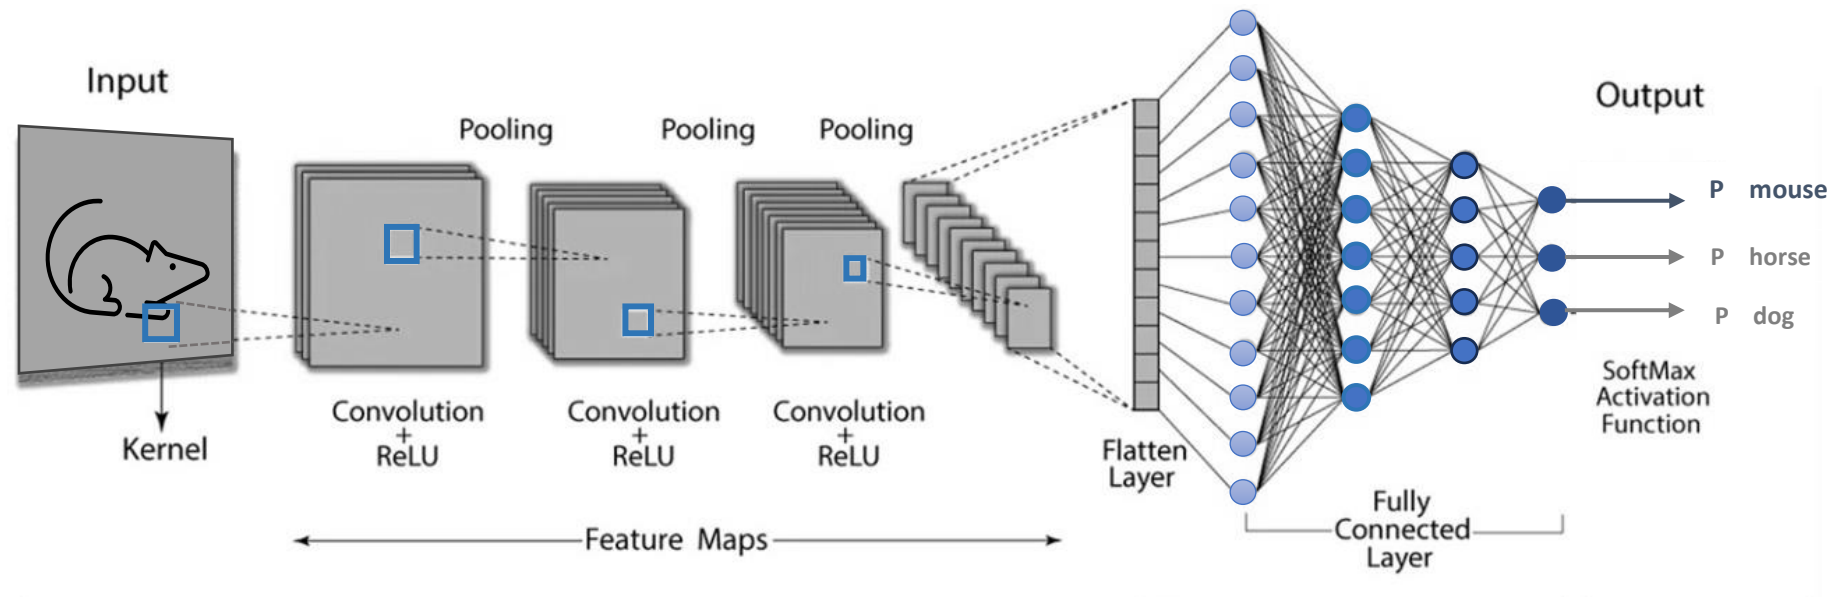 Input
Pooling
Pooling
Pooling
Output
P mouse
P horse
P dog
Kernel
Convolution
+
ReLU
Convolution
+
ReLU
Convolution
+
ReLU
Flatten
Layer
SoftMax
Activation
Function
Feature Maps
Fully
Connected
Layer